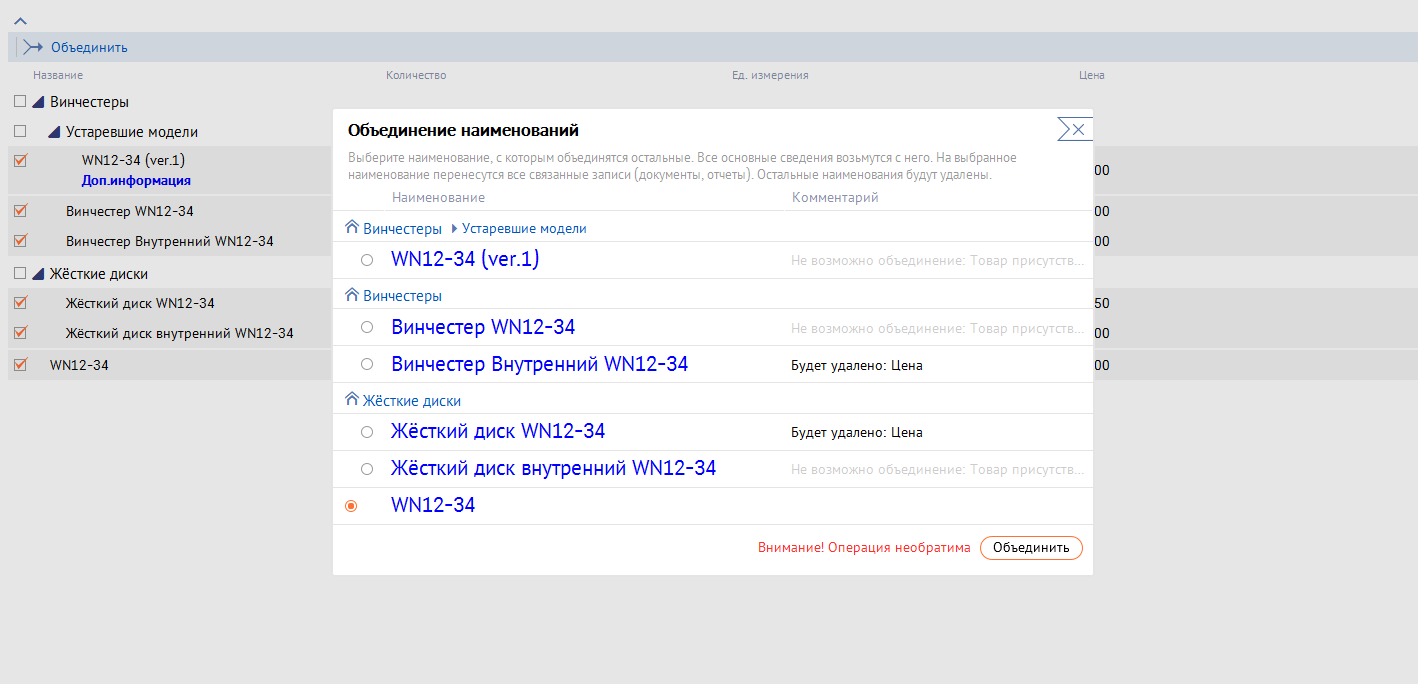 Объединить
Название Количество Ед. измерения Цена
Винчестеры
Устаревшие модели
WN12-34 (ver.1)
Доп.информация
00
Винчестер WN12-34
00
Винчестер Внутренний WN12-34
00
Жёсткие диски
Жёсткий диск WN12-34
50
Жёсткий диск внутренний WN12-34
00
WN12-34
00
Объединение наименований
Выберите наименование, с которым объединятся остальные. Все основные сведения возьмутся с него. На выбранное
наименование перенесутся все связанные записи (документы, отчеты). Остальные наименования будут удалены.
Наименование Комментарий
Винчестеры Устаревшие модели
WN12-34 (ver.1) Не возможно объединение: Товар присутств...
Винчестеры
Винчестер WN12-34 Не возможно объединение: Товар присутств...
Винчестер Внутренний WN12-34 Будет удалено: Цена
Жёсткие диски
Жёсткий диск WN12-34 Будет удалено: Цена
Жёсткий диск внутренний WN12-34 Не возможно объединение: Товар присутств...
WN12-34
Внимание! Операция необратима Объединить